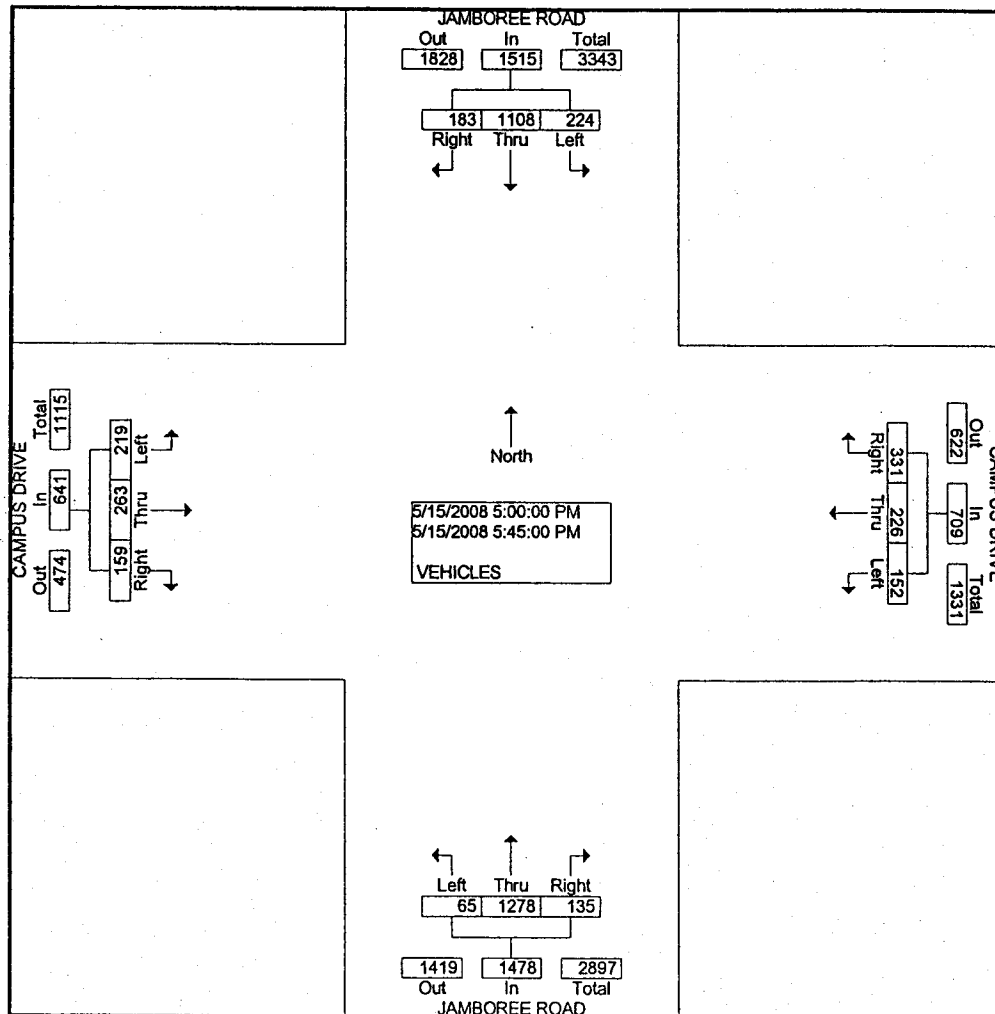 JAMBOREE ROAD
Out In Total
1828 1515 3343
183 1108 224
Right Thru Left
CAMPUS DRIVE
Total In Out
1115 641 474
219 263 159
Left Thru Right
North
5/15/2008 5:00:00 PM
5/15/2008 5:45:00 PM
VEHICLES
Right Thru Left
331 226 152
Out In Total
622 709 1331
CAMPUS DRIVE
Left Thru Right
65 1278 135
1419 1478 2897
Out In Total
JAMBOREE ROAD